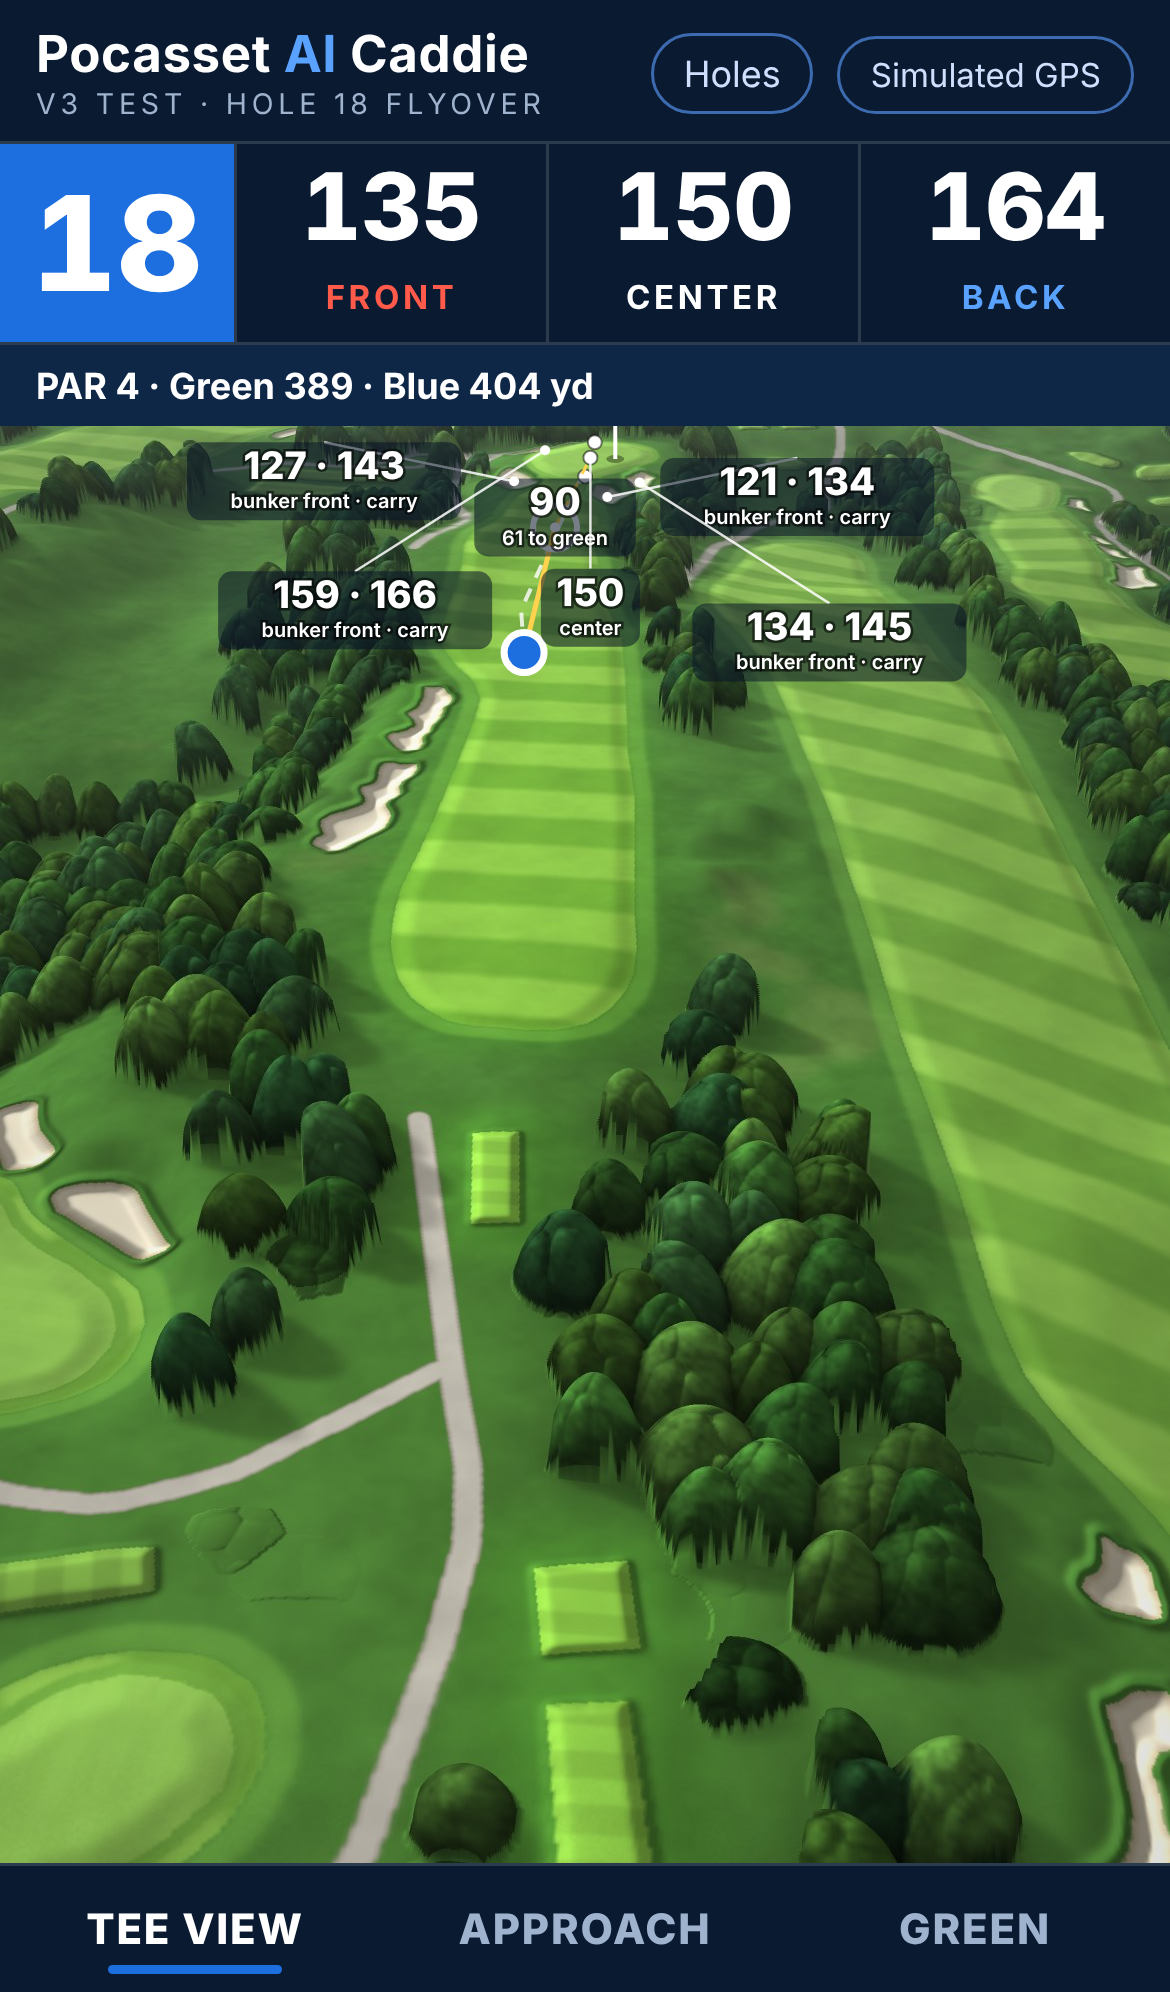 Pocasset AI Caddie
V3 TEST · HOLE 18 FLYOVER
Holes
Simulated GPS
18
135
FRONT
150
CENTER
164
BACK
PAR 4 · Green 389 · Blue 404 yd
127 · 143
bunker front · carry
121 · 134
bunker front · carry
90
61 to green
159 · 166
bunker front · carry
150
center
134 · 145
bunker front · carry
TEE VIEW
APPROACH
GREEN